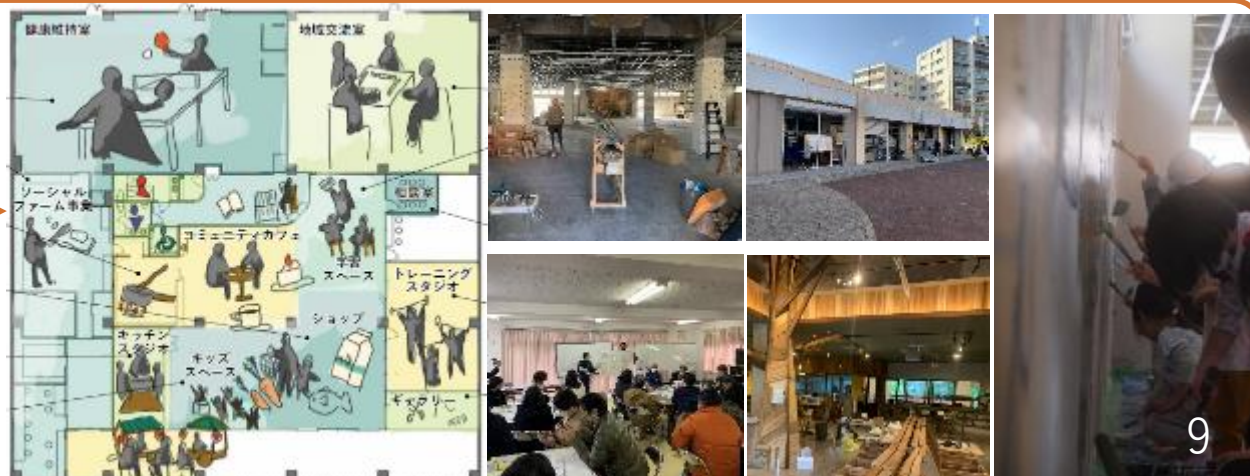 健康維持室
地域交流室
ソーシャル
ファーム事業
相談室
コミュニティカフェ
学習
スペース
トレーニング
スタジオ
ショップ
キッチン
スタジオ
キッズ
スペース
ギャラリー
9